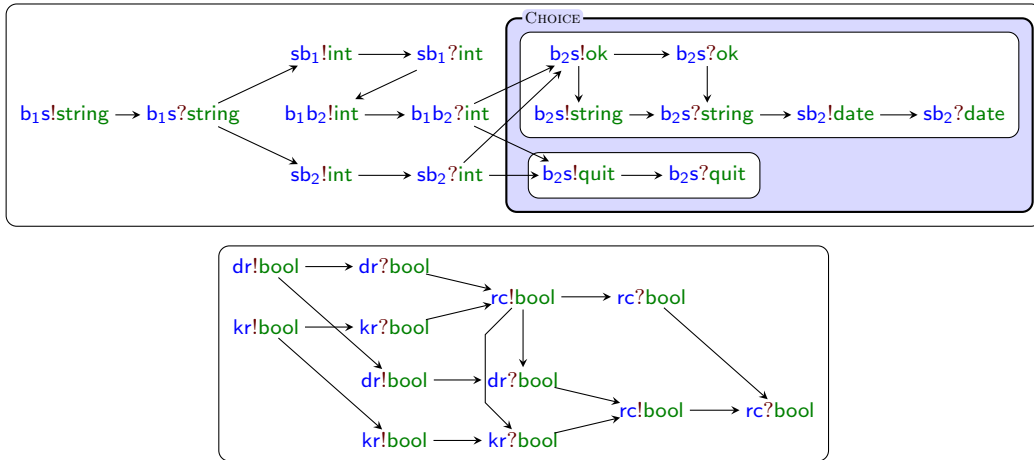 CHOICE
sb₁!int sb₁?int b₂s!ok b₂s?ok
b₁s!string b₁s?string b₁b₂!int b₁b₂?int b₂s!string b₂s?string sb₂!date sb₂?date
sb₂!int sb₂?int b₂s!quit b₂s?quit
dr!bool dr?bool
rc!bool rc?bool
kr!bool kr?bool
dr!bool dr?bool
rc!bool rc?bool
kr!bool kr?bool